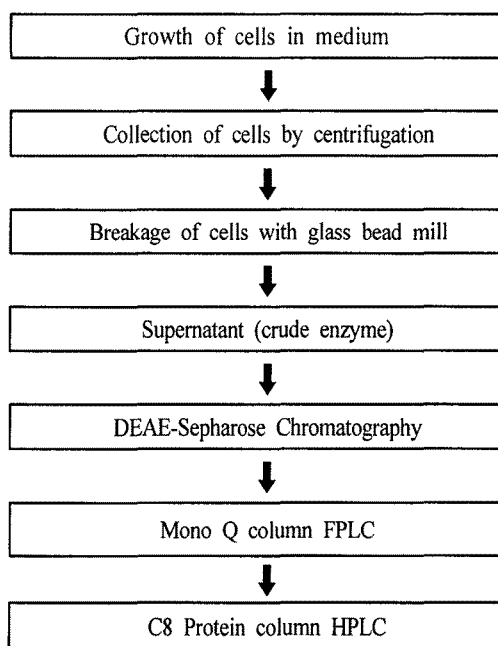 Growth of cells in medium
Collection of cells by centrifugation
Breakage of cells with glass bead mill
Supernatant (crude enzyme)
DEAE-Sepharose Chromatography
Mono Q column FPLC
C8 Protein column HPLC